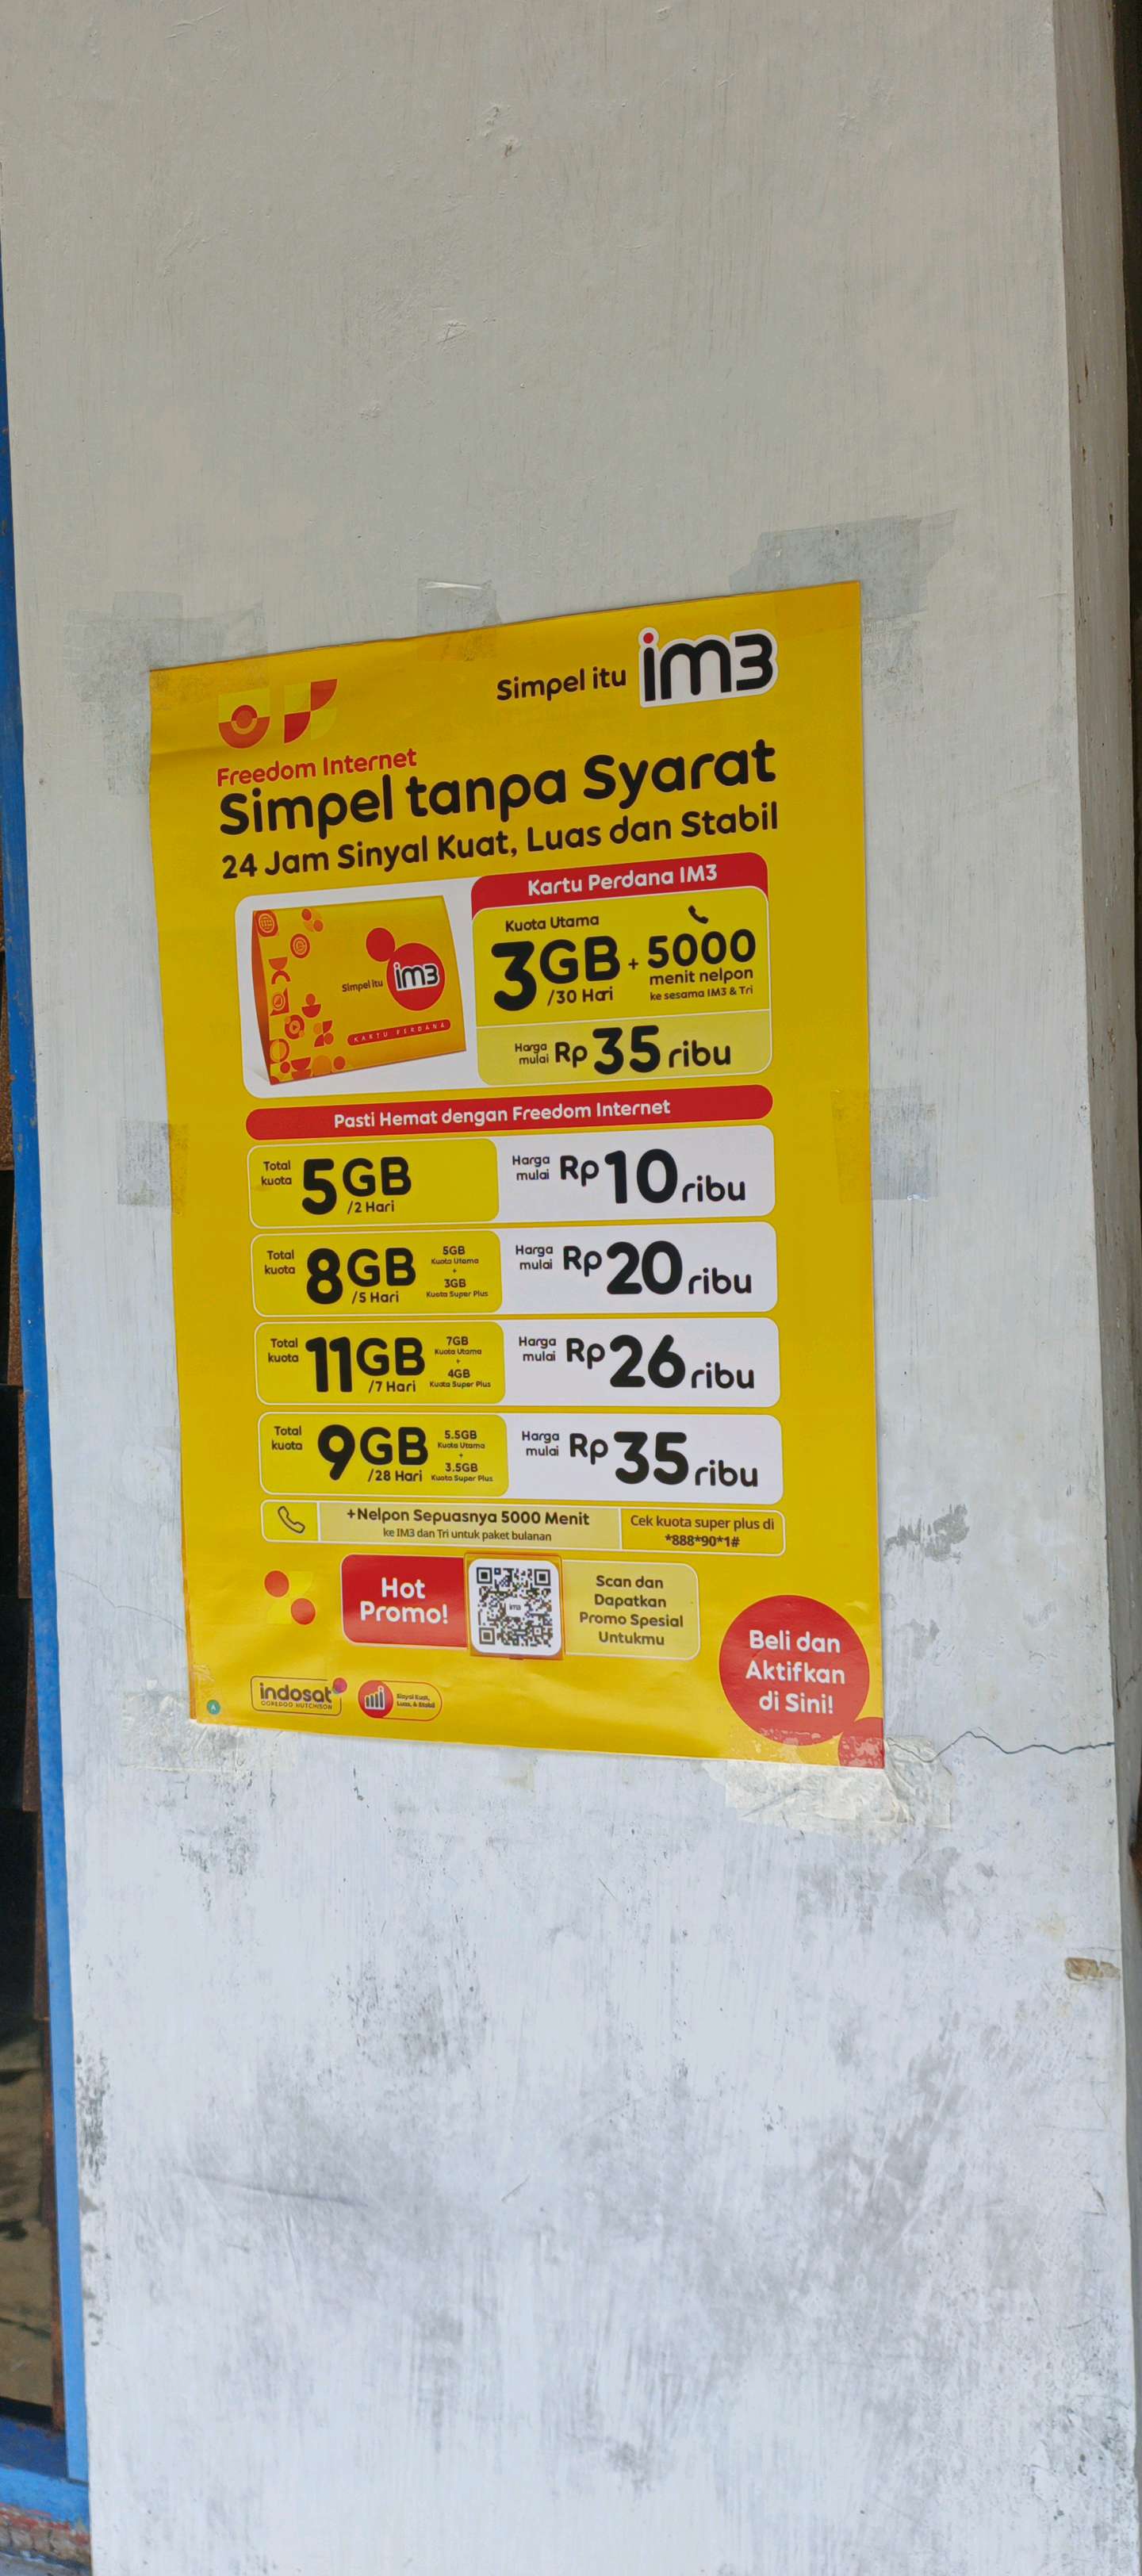 Simpel itu im3
Freedom Internet
Simpel tanpa Syarat
24 Jam Sinyal Kuat, Luas dan Stabil
Simpel itu im3
KARTU PERDANA
Kartu Perdana IM3
Kuota Utama
3GB /30 Hari + 5000
menit nelpon
ke sesama IM3 & Tri
Harga mulai Rp 35 ribu
Pasti Hemat dengan Freedom Internet
Total kuota 5GB /2 Hari
Harga mulai Rp 10 ribu
Total kuota 8GB /5 Hari
5GB
Kuota Utama
+
3GB
Kuota Super Plus
Harga mulai Rp 20 ribu
Total kuota 11GB /7 Hari
7GB
Kuota Utama
+
4GB
Kuota Super Plus
Harga mulai Rp 26 ribu
Total kuota 9GB /28 Hari
5.5GB
Kuota Utama
+
3.5GB
Kuota Super Plus
Harga mulai Rp 35 ribu
+Nelpon Sepuasnya 5000 Menit
ke IM3 dan Tri untuk paket bulanan
Cek kuota super plus di
*888*90*1#
Hot
Promo!
Scan dan
Dapatkan
Promo Spesial
Untukmu
Beli dan
Aktifkan
di Sini!
indosat
OOREDOO HUTCHISON
Sinyal Kuat,
Luas, & Stabil